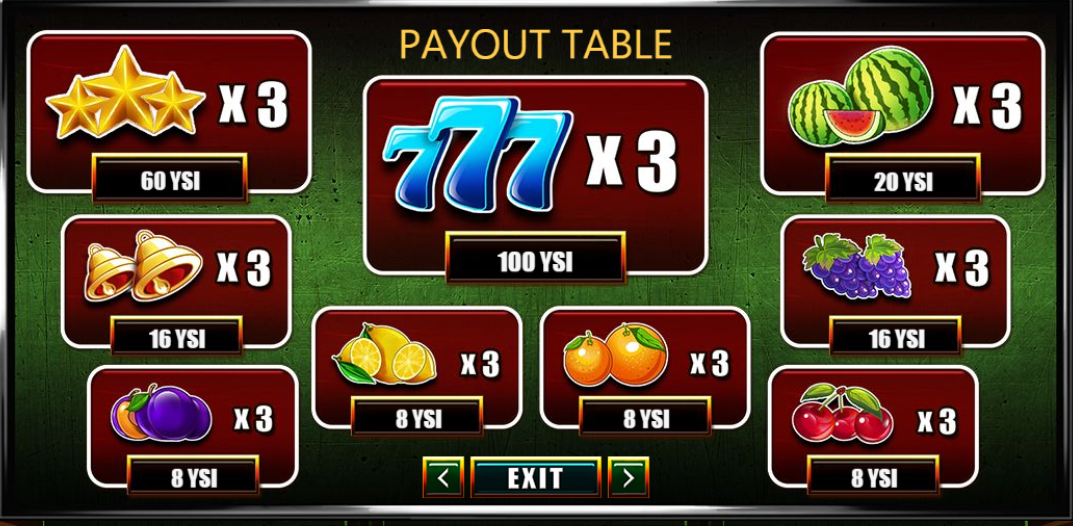 PAYOUT TABLE
X 3
60 YSI
777 X 3
100 YSI
X 3
20 YSI
X 3
16 YSI
X 3
16 YSI
X 3
8 YSI
X 3
8 YSI
X 3
8 YSI
X 3
8 YSI
< EXIT >